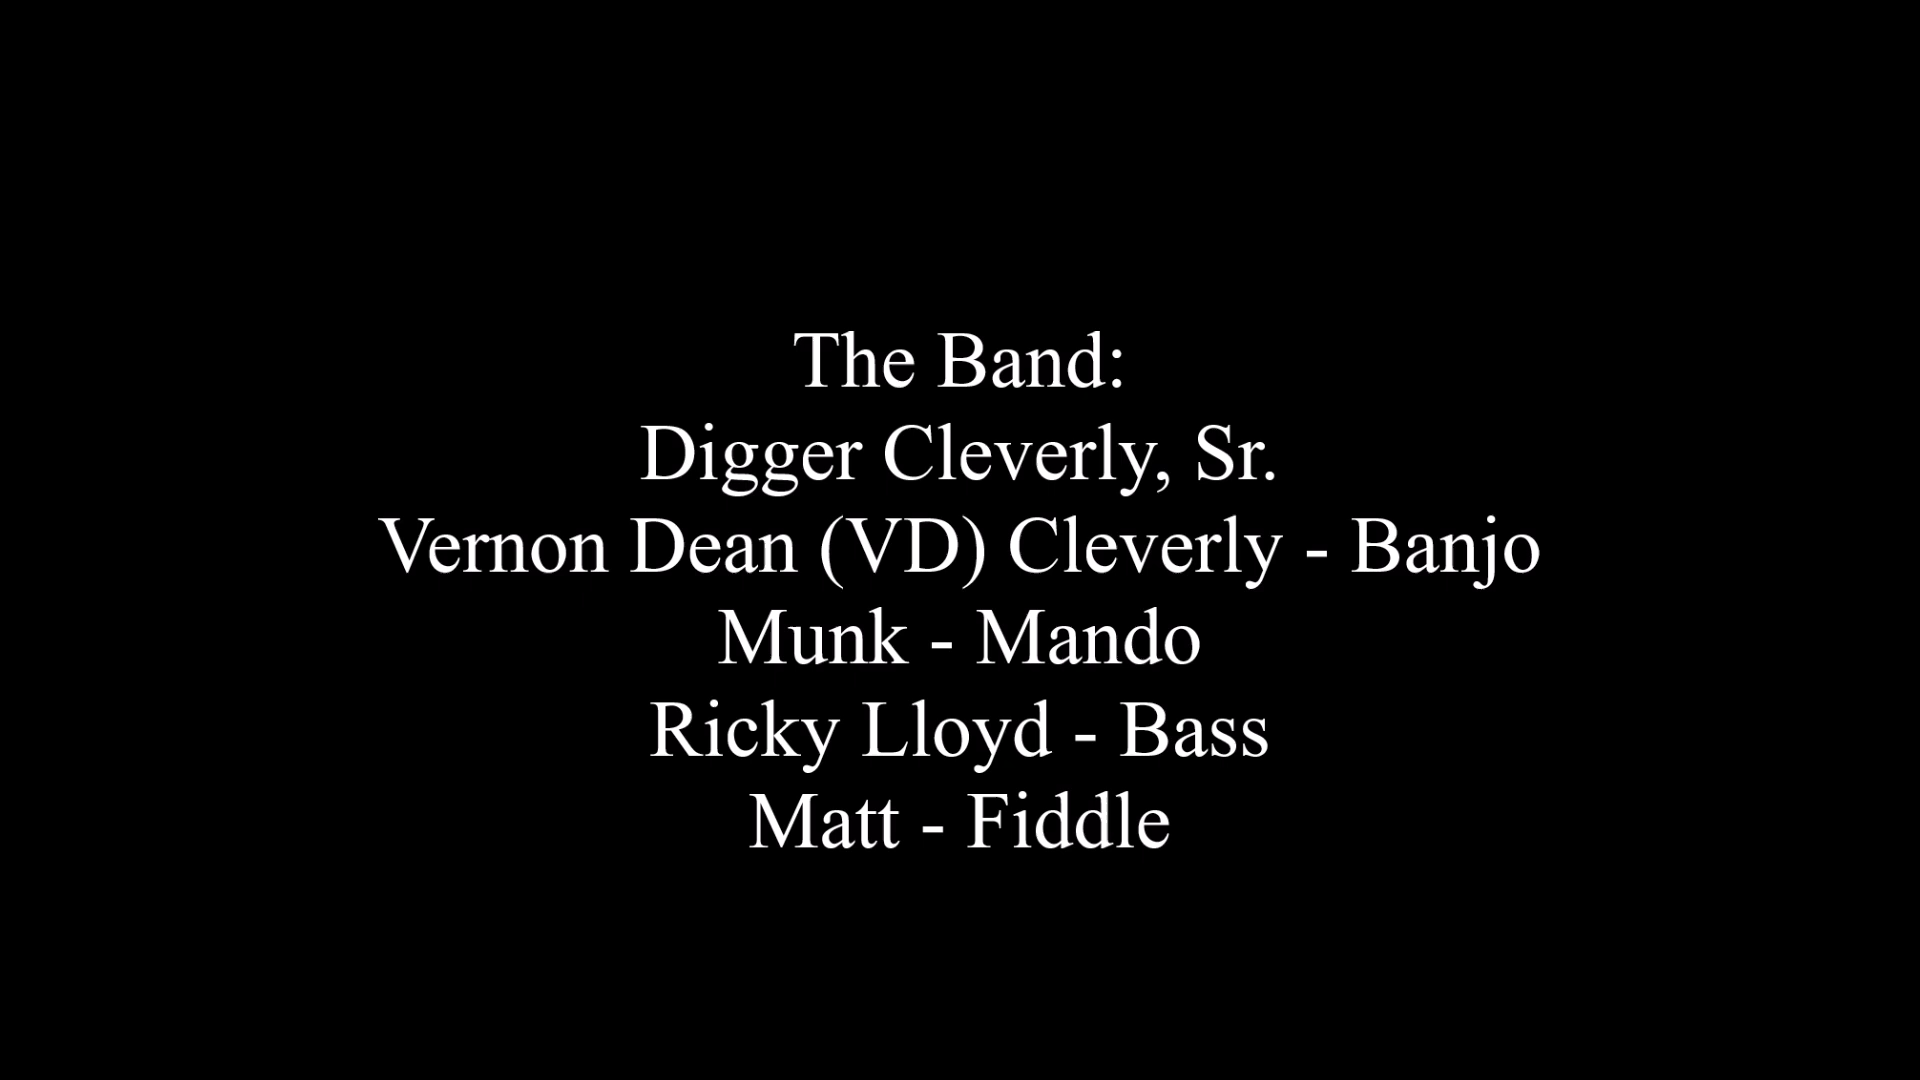 The Band:
Digger Cleverly, Sr.
Vernon Dean (VD) Cleverly - Banjo
Munk - Mando
Ricky Lloyd - Bass
Matt - Fiddle